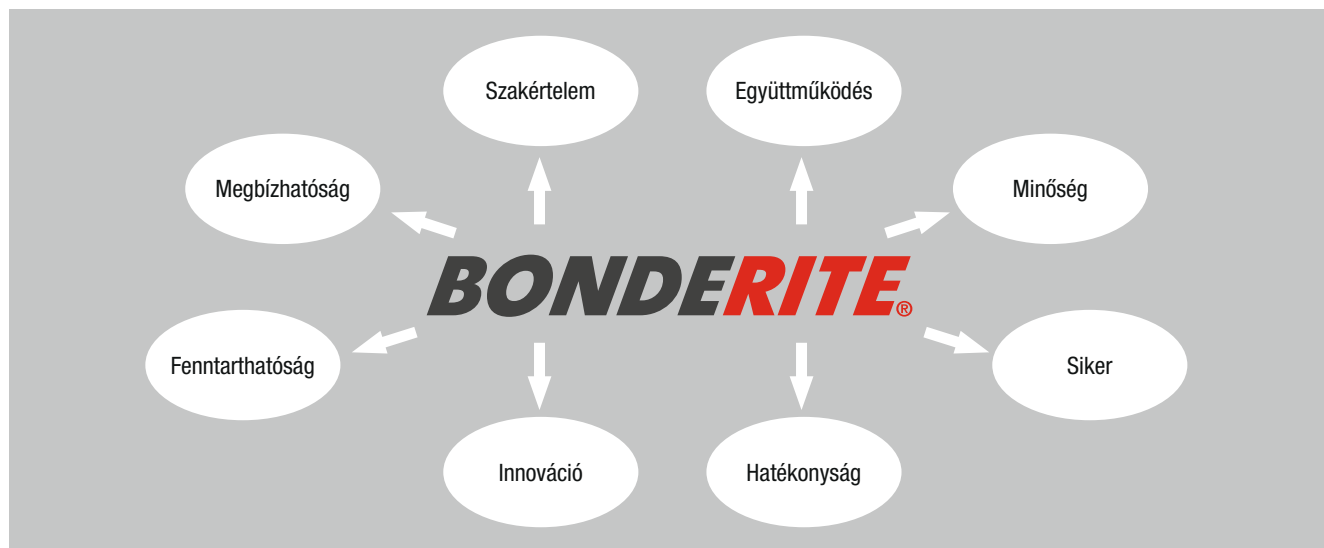 Szakértelem
Együttműködés
Megbízhatóság
Minőség
BONDERITE®
Fenntarthatóság
Siker
Innováció
Hatékonyság